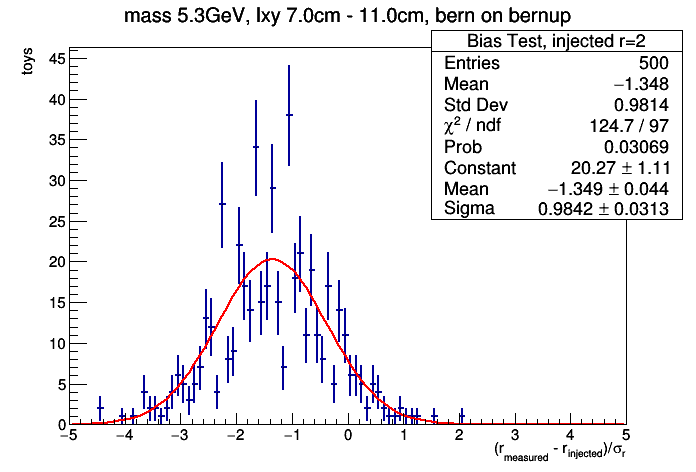 mass 5.3GeV, lxy 7.0cm - 11.0cm, bern on bernup
toys
Bias Test, injected r=2
Entries 500
Mean −1.348
Std Dev 0.9814
χ² / ndf 124.7 / 97
Prob 0.03069
Constant 20.27 ± 1.11
Mean −1.349 ± 0.044
Sigma 0.9842 ± 0.0313
45
40
35
30
25
20
15
10
5
0
−5 −4 −3 −2 −1 0 1 2 3 4 5
(r_measured - r_injected)/σ_r